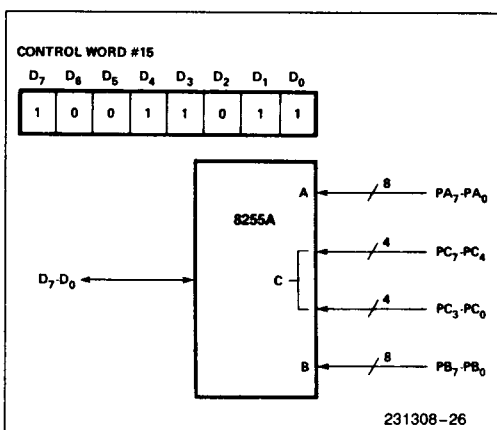 CONTROL WORD #15
D7 D6 D5 D4 D3 D2 D1 D0
1 0 0 1 1 0 1 1
8255A
A 8 PA7-PA0
4 PC7-PC4
D7-D0 C
4 PC3-PC0
B 8 PB7-PB0
231308-26